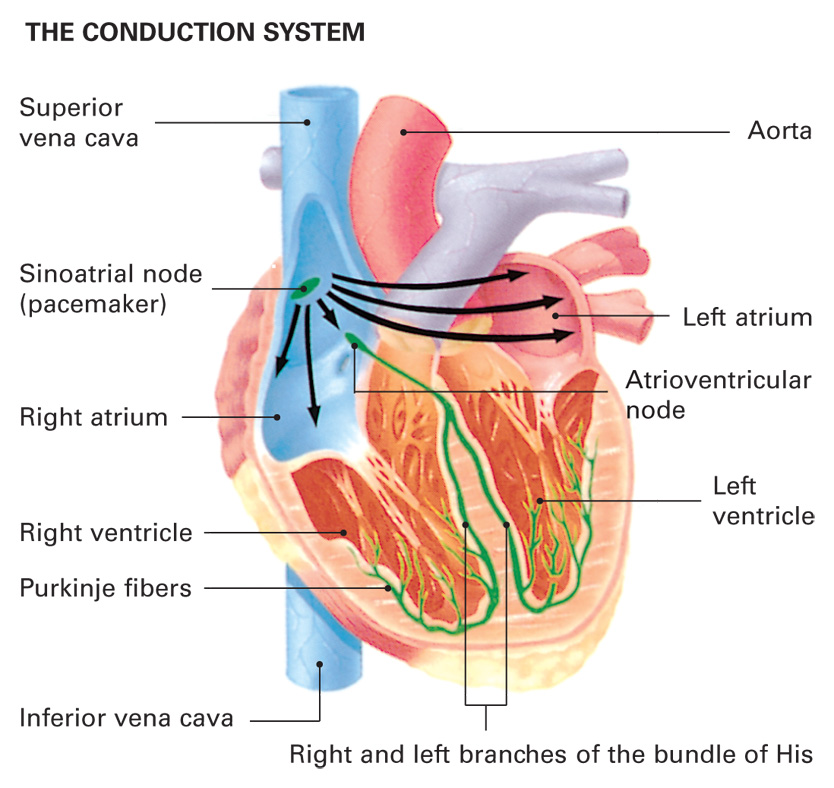 THE CONDUCTION SYSTEM
Superior
vena cava
Aorta
Sinoatrial node
(pacemaker)
Left atrium
Atrioventricular
node
Right atrium
Left
ventricle
Right ventricle
Purkinje fibers
Inferior vena cava
Right and left branches of the bundle of His